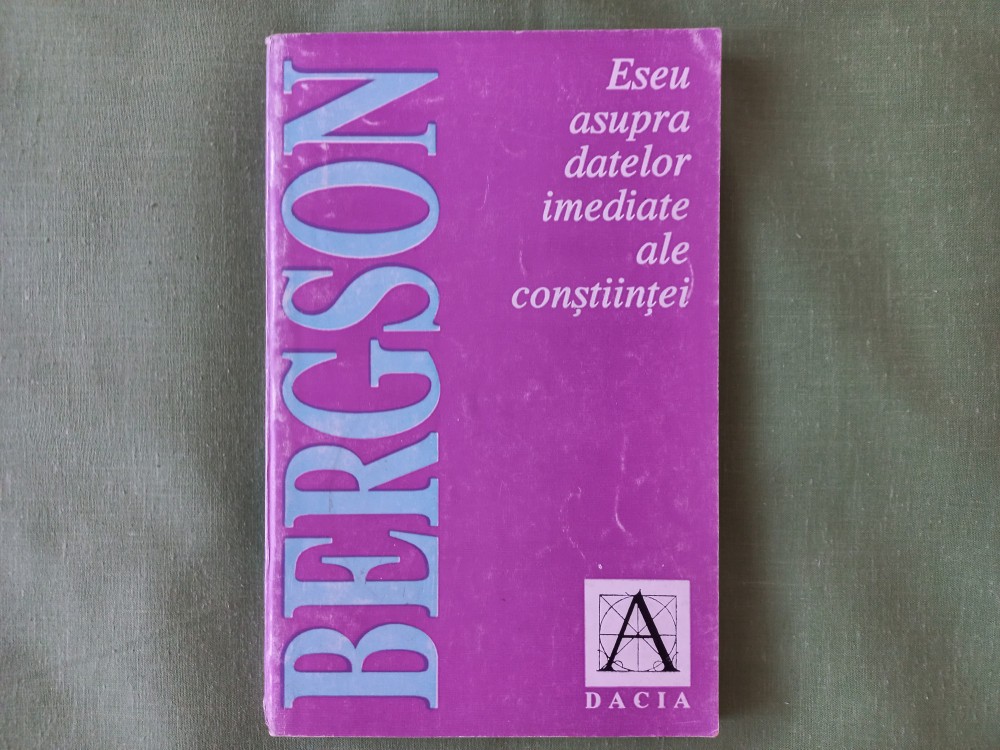 BERGSON
Eseu
asupra
datelor
imediate
ale
conștiinței
A
DACIA